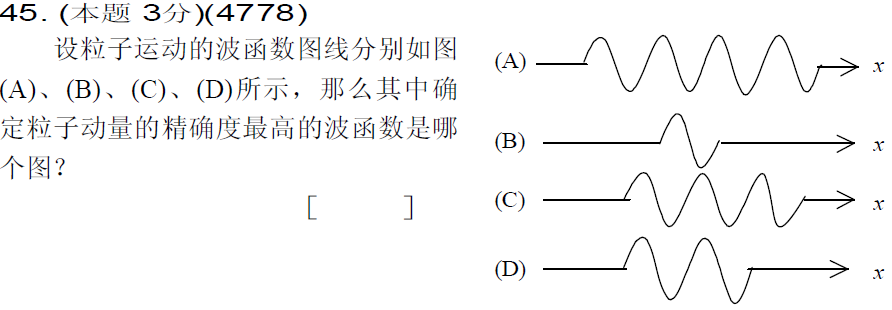 45. (本题 3分)(4778)
设粒子运动的波函数图线分别如图
(A)、(B)、(C)、(D)所示，那么其中确
定粒子动量的精确度最高的波函数是哪
个图？
[ ]
(A) x
(B) x
(C) x
(D) x